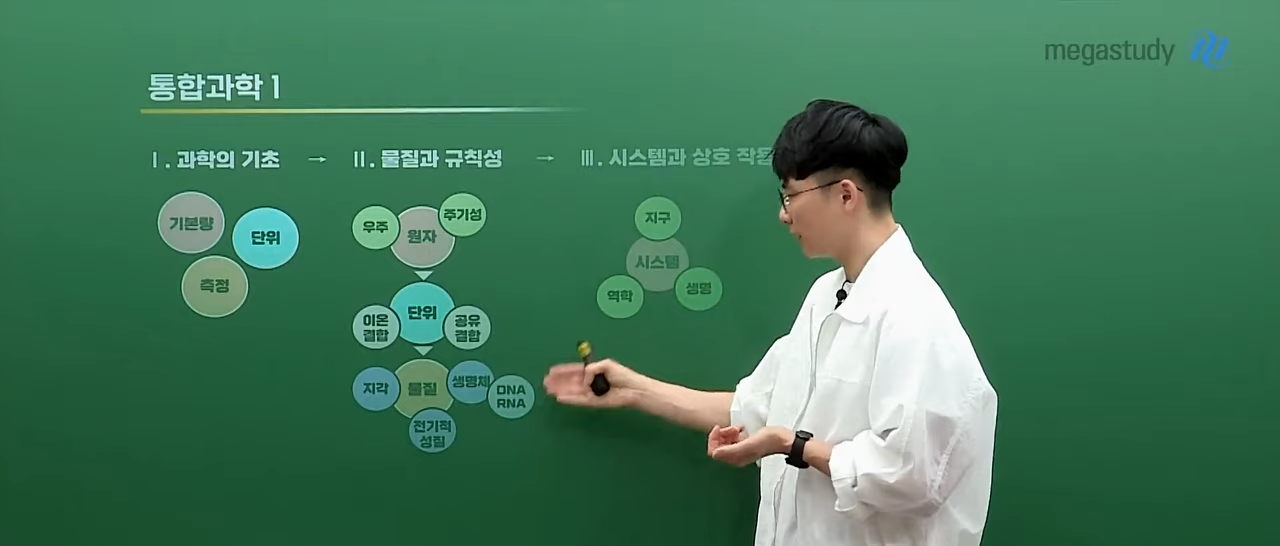 megastudy
통합과학 1
Ⅰ. 과학의 기초 → Ⅱ. 물질과 규칙성 → Ⅲ. 시스템과 상호 작용
기본량
단위
측정
우주
원자
주기성
단위
이온
결합
공유
결합
지각
물질
생명체
DNA
RNA
전기적
성질
지구
시스템
역학
생명